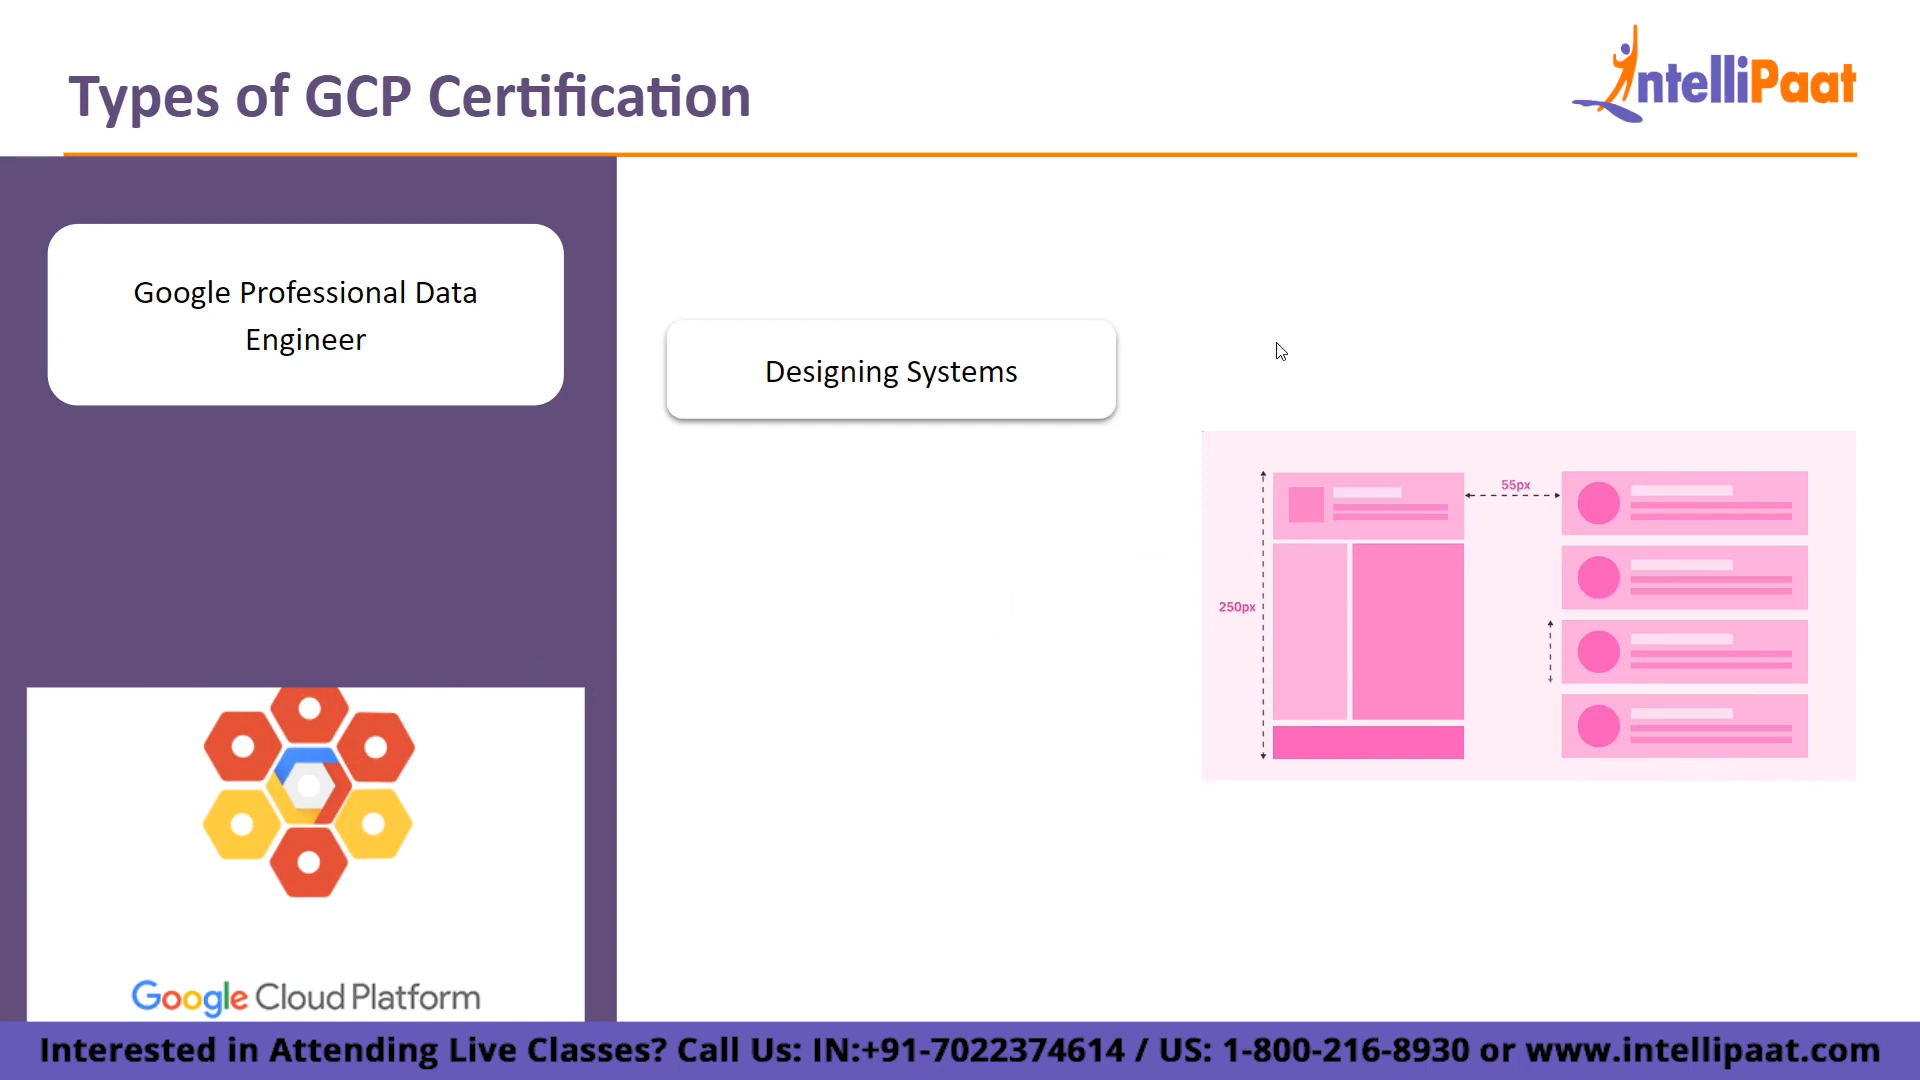 Types of GCP Certification
IntelliPaat
Google Professional Data
Engineer
Designing Systems
55px
250px
Google Cloud Platform
Interested in Attending Live Classes? Call Us: IN:+91-7022374614 / US: 1-800-216-8930 or www.intellipaat.com